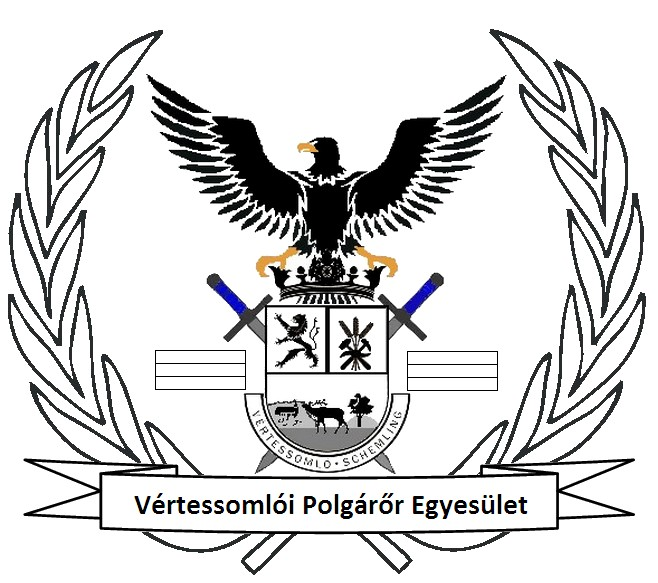 VÉRTESSOMLÓ · SCHEMLING
Vértessomlói Polgárőr Egyesület